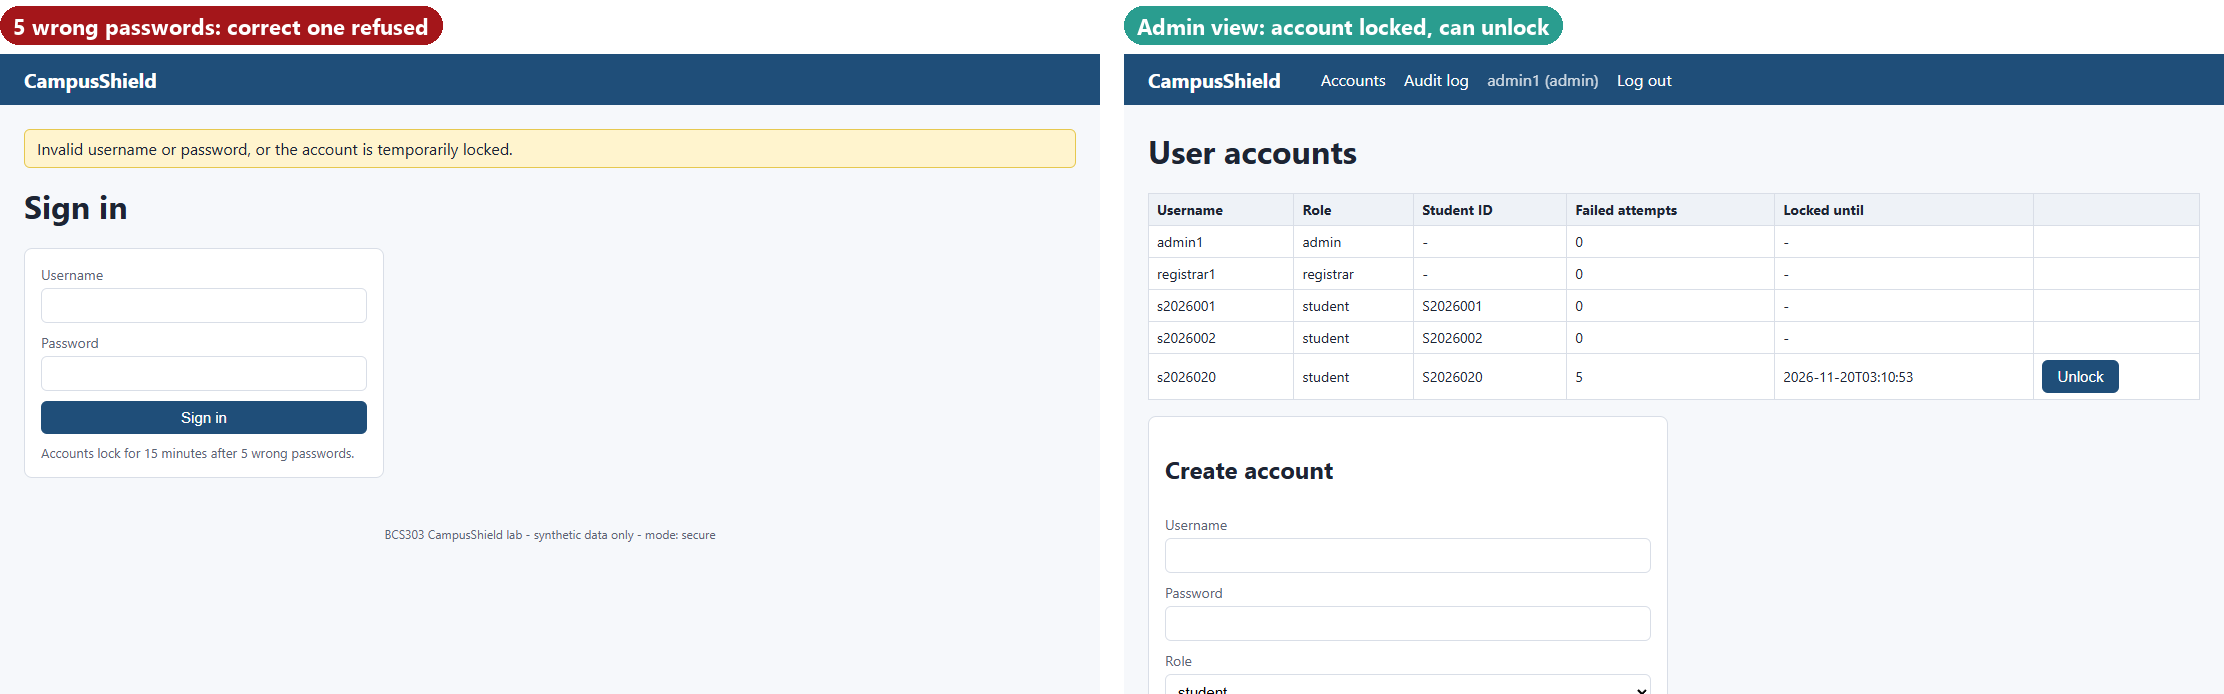 5 wrong passwords: correct one refused
CampusShield
Invalid username or password, or the account is temporarily locked.
Sign in
Username
Password
Sign in
Accounts lock for 15 minutes after 5 wrong passwords.
BCS303 CampusShield lab - synthetic data only - mode: secure
Admin view: account locked, can unlock
CampusShield Accounts Audit log admin1 (admin) Log out
User accounts
Username Role Student ID Failed attempts Locked until
admin1 admin - 0 -
registrar1 registrar - 0 -
s2026001 student S2026001 0 -
s2026002 student S2026002 0 -
s2026020 student S2026020 5 2026-11-20T03:10:53 Unlock
Create account
Username
Password
Role
student